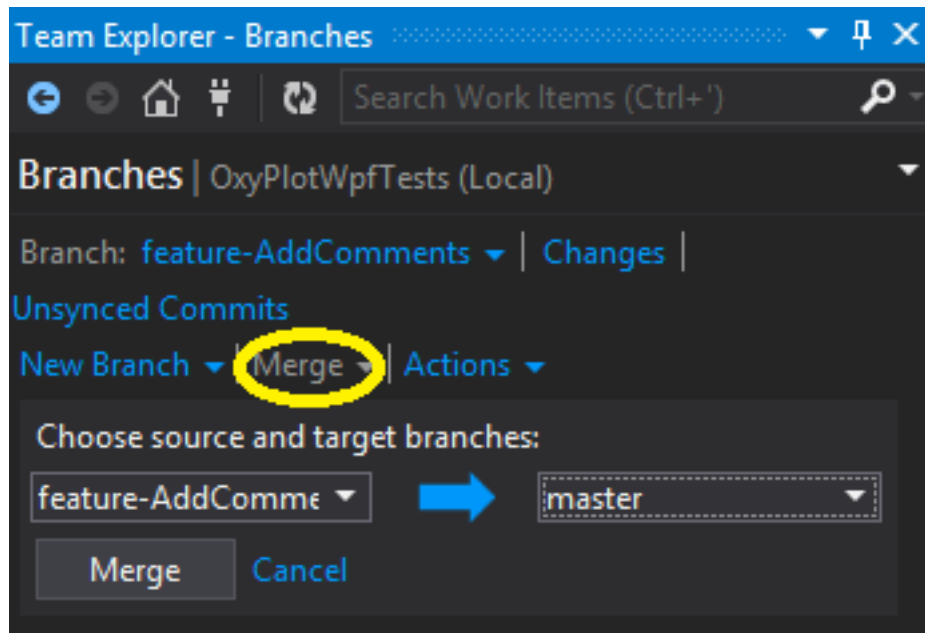 Team Explorer - Branches
Search Work Items (Ctrl+')
Branches | OxyPlotWpfTests (Local)
Branch: feature-AddComments | Changes |
Unsynced Commits
New Branch | Merge | Actions
Choose source and target branches:
feature-AddComme master
Merge Cancel